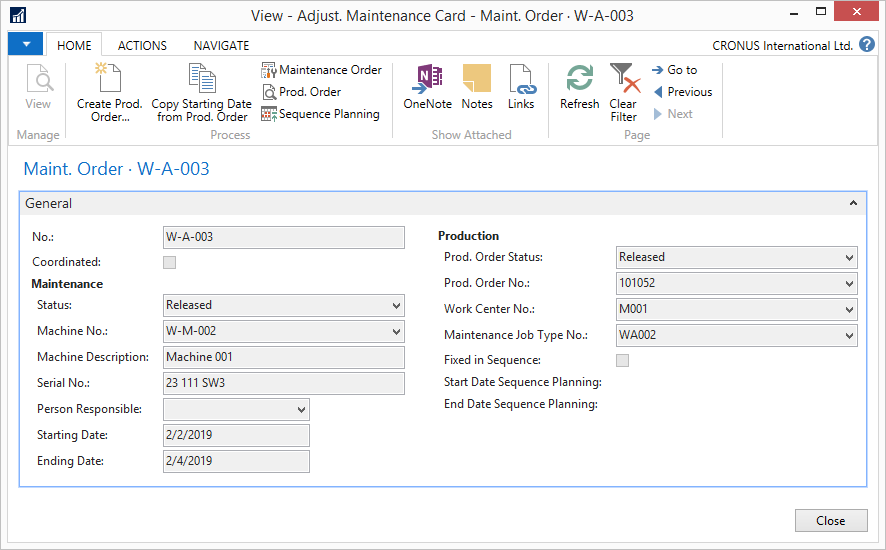 View - Adjust. Maintenance Card - Maint. Order · W-A-003
HOME ACTIONS NAVIGATE
CRONUS International Ltd.
View
Manage
Create Prod. Order...
Copy Starting Date from Prod. Order
Maintenance Order
Prod. Order
Sequence Planning
Process
OneNote
Notes
Links
Show Attached
Refresh
Clear Filter
Go to
Previous
Next
Page
Maint. Order · W-A-003
General
No.: W-A-003
Coordinated:
Maintenance
Status: Released
Machine No.: W-M-002
Machine Description: Machine 001
Serial No.: 23 111 SW3
Person Responsible:
Starting Date: 2/2/2019
Ending Date: 2/4/2019
Production
Prod. Order Status: Released
Prod. Order No.: 101052
Work Center No.: M001
Maintenance Job Type No.: WA002
Fixed in Sequence:
Start Date Sequence Planning:
End Date Sequence Planning:
Close